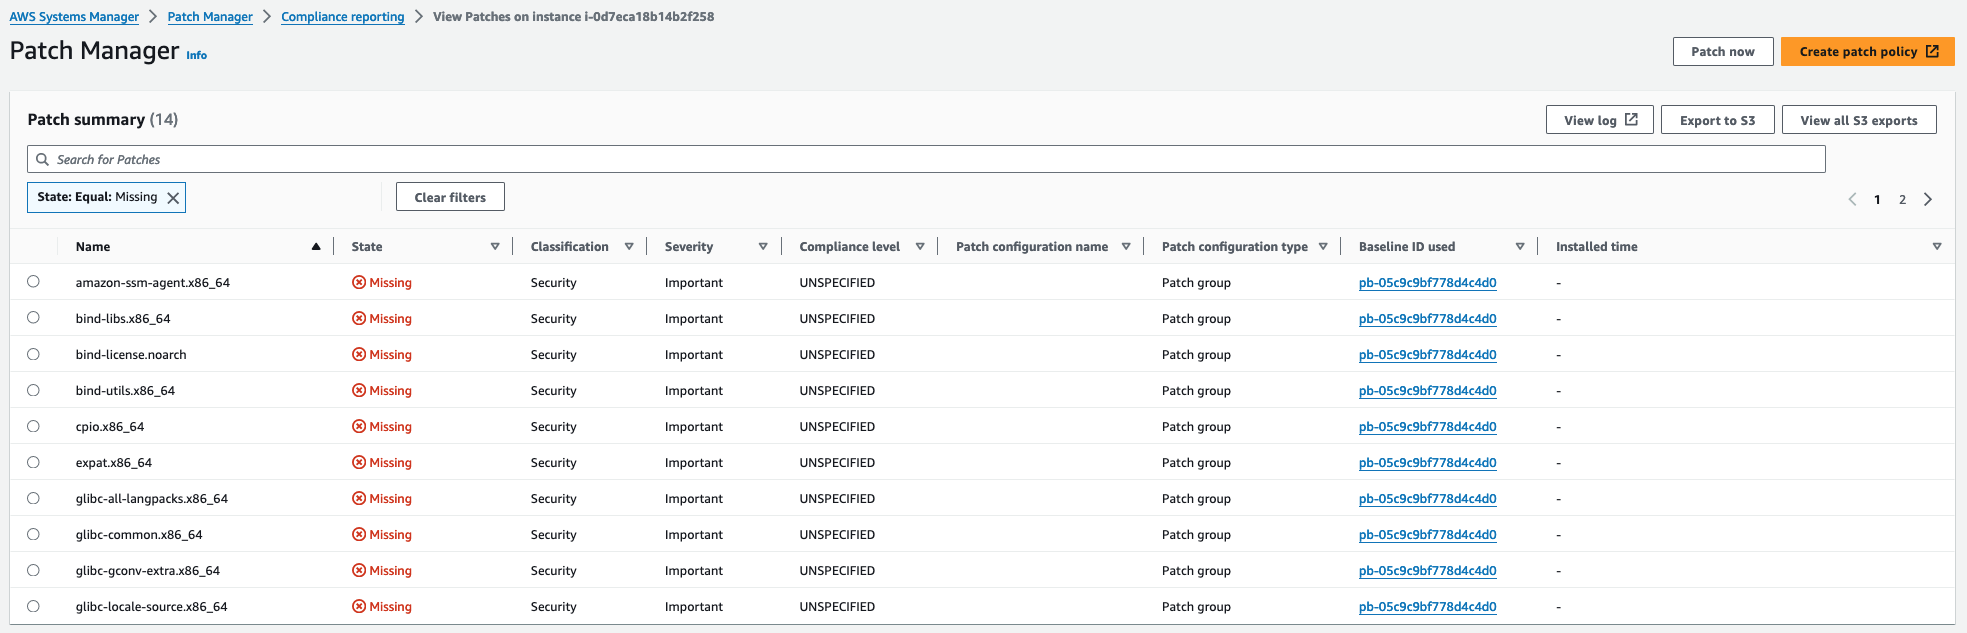 AWS Systems Manager > Patch Manager > Compliance reporting > View Patches on instance i-0d7eca18b14b2f258
Patch Manager Info
Patch now Create patch policy
Patch summary (14)
View log Export to S3 View all S3 exports
Search for Patches
State: Equal: Missing Clear filters
1 2
Name State Classification Severity Compliance level Patch configuration name Patch configuration type Baseline ID used Installed time
amazon-ssm-agent.x86_64 Missing Security Important UNSPECIFIED Patch group pb-05c9c9bf778d4c4d0 -
bind-libs.x86_64 Missing Security Important UNSPECIFIED Patch group pb-05c9c9bf778d4c4d0 -
bind-license.noarch Missing Security Important UNSPECIFIED Patch group pb-05c9c9bf778d4c4d0 -
bind-utils.x86_64 Missing Security Important UNSPECIFIED Patch group pb-05c9c9bf778d4c4d0 -
cpio.x86_64 Missing Security Important UNSPECIFIED Patch group pb-05c9c9bf778d4c4d0 -
expat.x86_64 Missing Security Important UNSPECIFIED Patch group pb-05c9c9bf778d4c4d0 -
glibc-all-langpacks.x86_64 Missing Security Important UNSPECIFIED Patch group pb-05c9c9bf778d4c4d0 -
glibc-common.x86_64 Missing Security Important UNSPECIFIED Patch group pb-05c9c9bf778d4c4d0 -
glibc-gconv-extra.x86_64 Missing Security Important UNSPECIFIED Patch group pb-05c9c9bf778d4c4d0 -
glibc-locale-source.x86_64 Missing Security Important UNSPECIFIED Patch group pb-05c9c9bf778d4c4d0 -